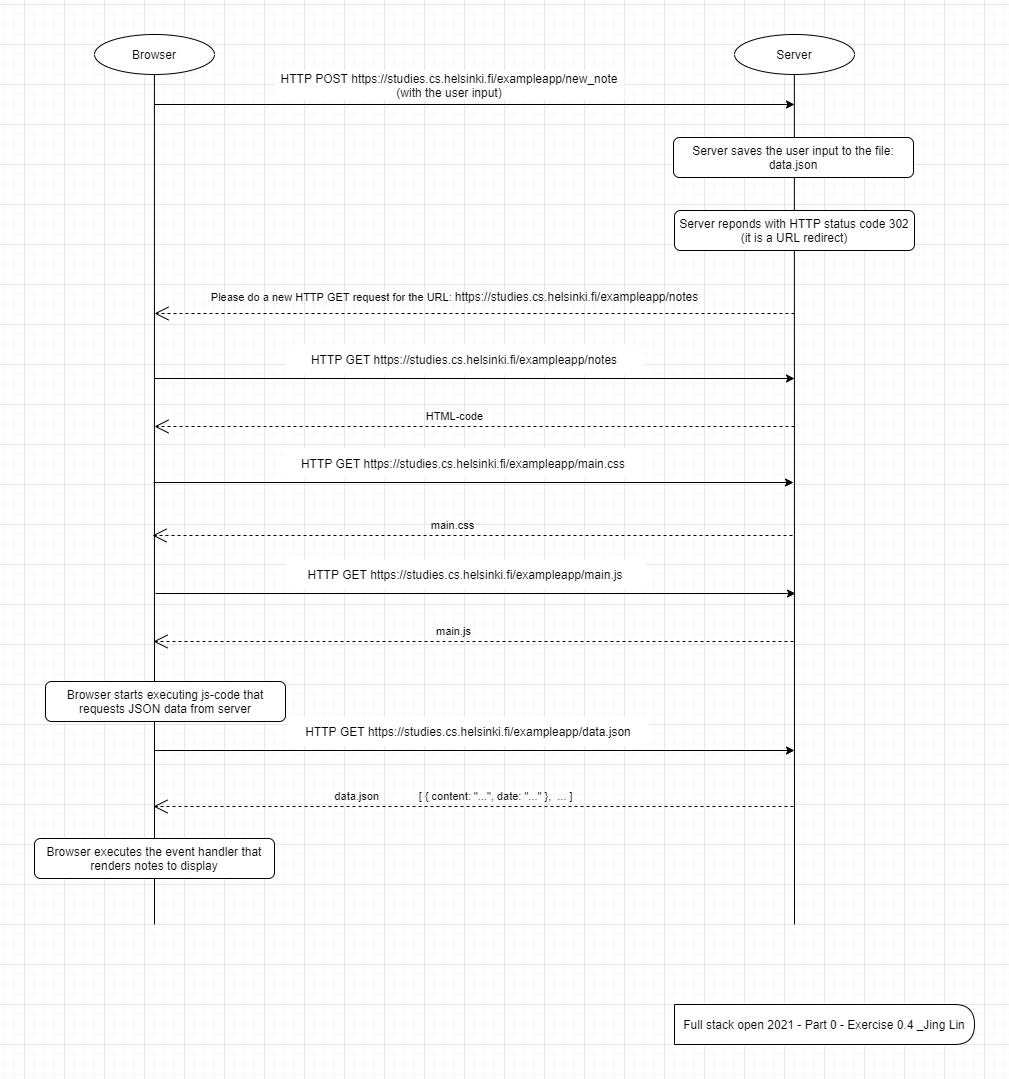 Browser
Server
HTTP POST https://studies.cs.helsinki.fi/exampleapp/new_note
(with the user input)
Server saves the user input to the file:
data.json
Server reponds with HTTP status code 302
(it is a URL redirect)
Please do a new HTTP GET request for the URL: https://studies.cs.helsinki.fi/exampleapp/notes
HTTP GET https://studies.cs.helsinki.fi/exampleapp/notes
HTML-code
HTTP GET https://studies.cs.helsinki.fi/exampleapp/main.css
main.css
HTTP GET https://studies.cs.helsinki.fi/exampleapp/main.js
main.js
Browser starts executing js-code that
requests JSON data from server
HTTP GET https://studies.cs.helsinki.fi/exampleapp/data.json
data.json [ { content: "...", date: "..." }, ... ]
Browser executes the event handler that
renders notes to display
Full stack open 2021 - Part 0 - Exercise 0.4 _Jing Lin